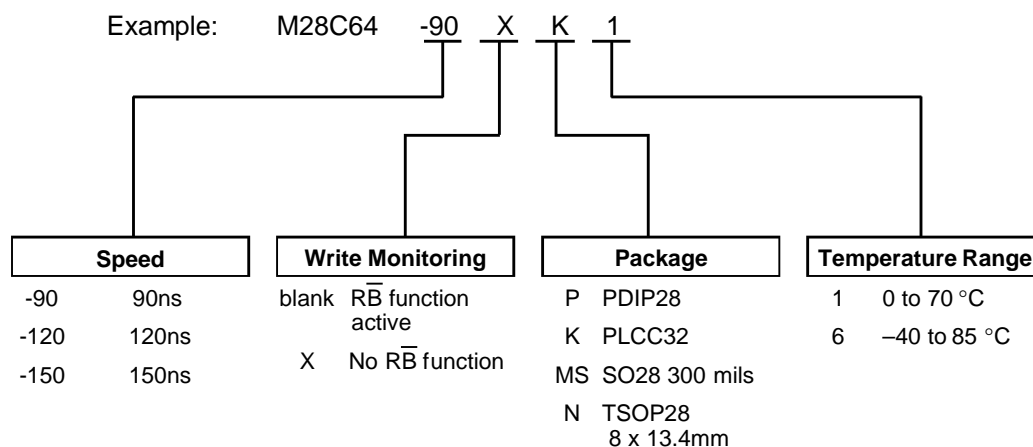 Example: M28C64 -90 X K 1
Speed
-90 90ns
-120 120ns
-150 150ns
Write Monitoring
blank RB̅ function
active
X No RB̅ function
Package
P PDIP28
K PLCC32
MS SO28 300 mils
N TSOP28
8 x 13.4mm
Temperature Range
1 0 to 70 °C
6 –40 to 85 °C